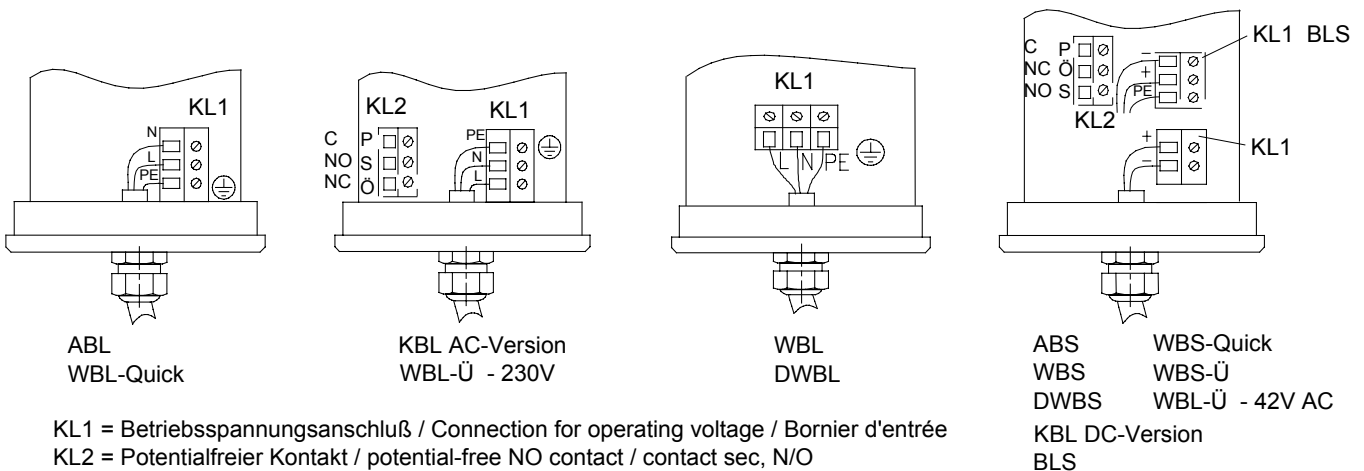 KL1
N
L
PE
ABL
WBL-Quick
KL2
KL1
C P
NO S
NC Ö
PE
N
L
KBL AC-Version
WBL-Ü - 230V
KL1
L N PE
WBL
DWBL
KL1 BLS
C P
NC Ö
NO S
KL2
-
+
PE
KL1
+
-
ABS WBS-Quick
WBS WBS-Ü
DWBS WBL-Ü - 42V AC
KBL DC-Version
BLS
KL1 = Betriebsspannungsanschluß / Connection for operating voltage / Bornier d'entrée
KL2 = Potentialfreier Kontakt / potential-free NO contact / contact sec, N/O